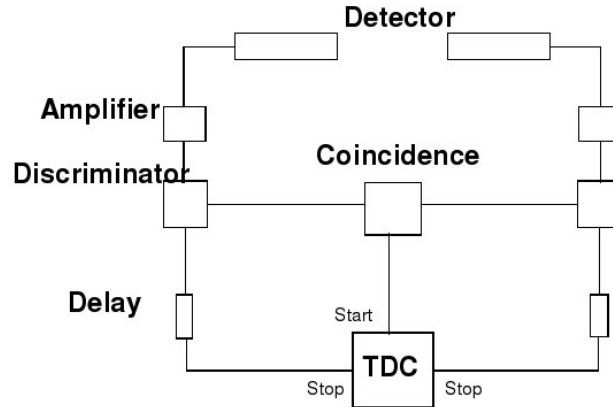 Detector
Amplifier
Coincidence
Discriminator
Delay
Start
TDC
Stop
Stop